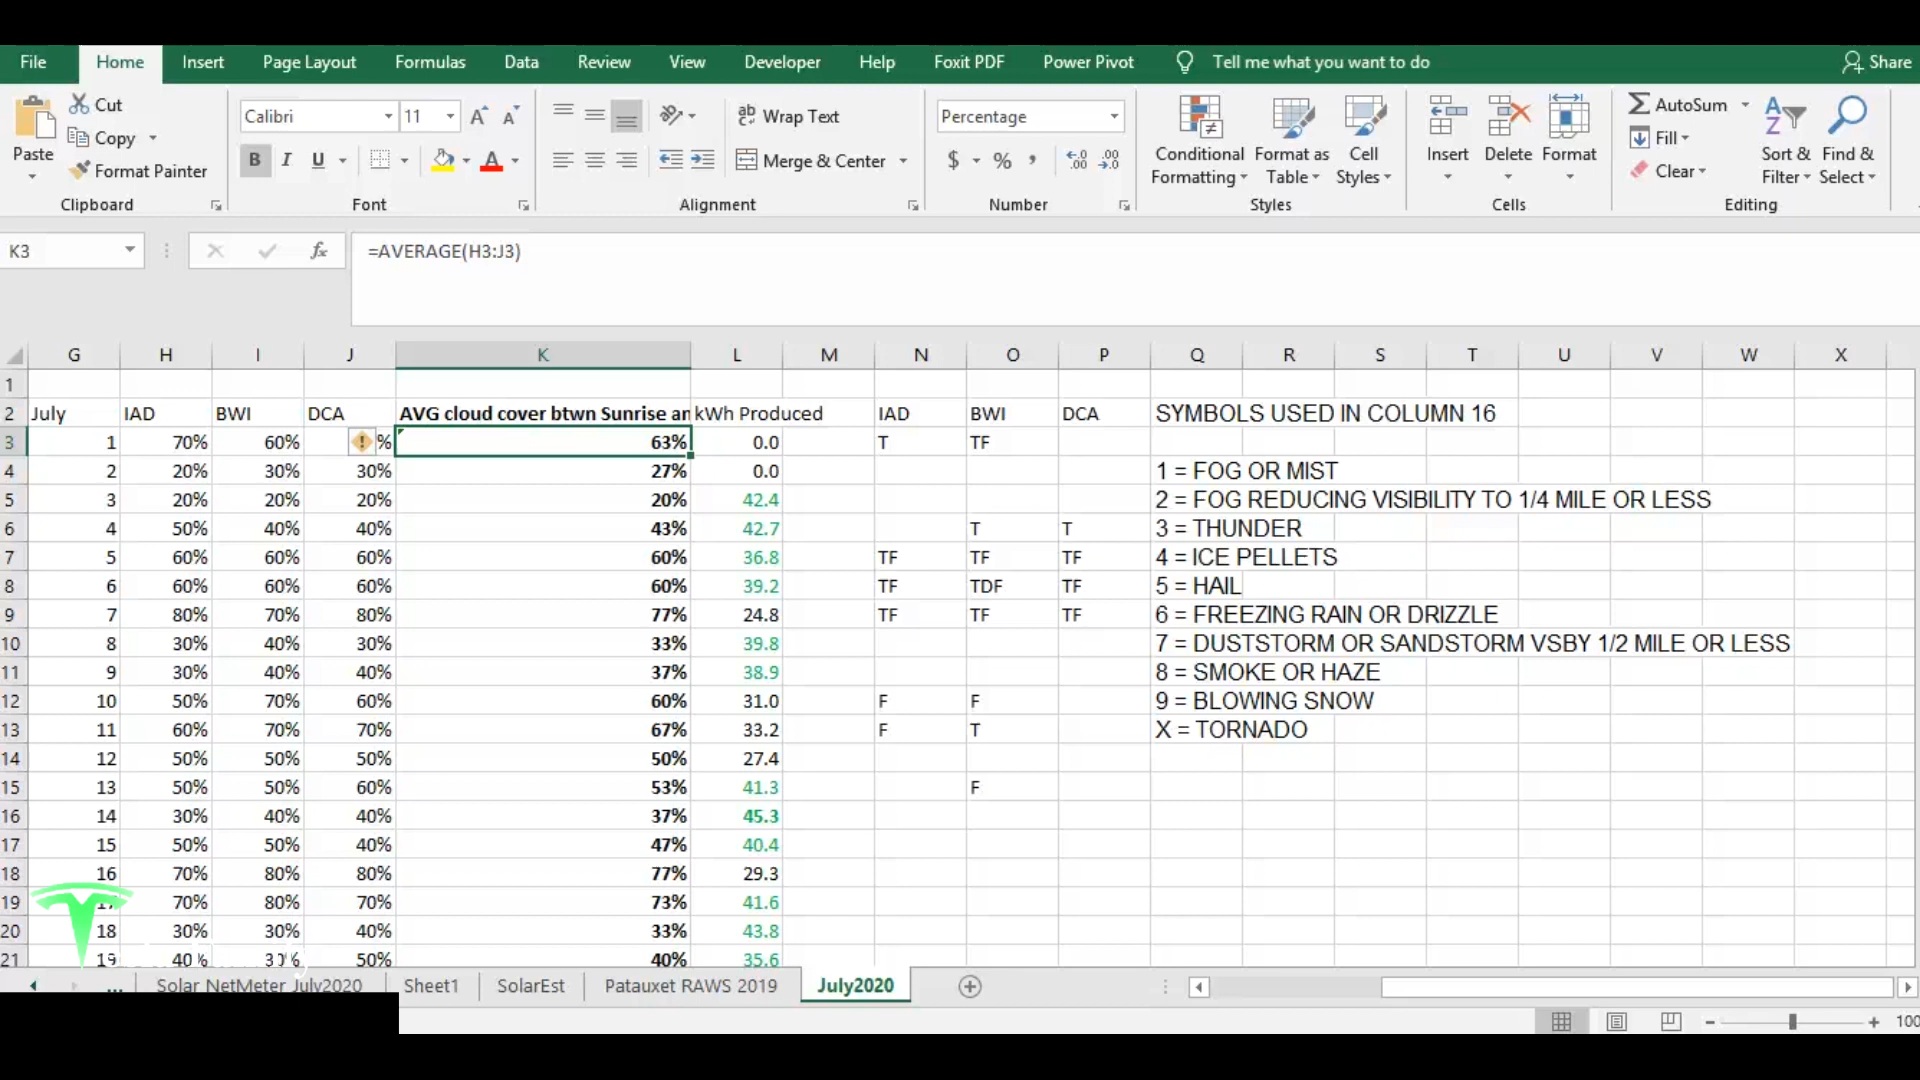 File Home Insert Page Layout Formulas Data Review View Developer Help Foxit PDF Power Pivot Tell me what you want to do Share
Cut
Copy
Format Painter
Paste
Clipboard
Calibri 11
B I U
Font
Wrap Text
Merge & Center
Alignment
Percentage
$ % ,
Number
Conditional Formatting
Format as Table
Cell Styles
Styles
Insert Delete Format
Cells
AutoSum
Fill
Clear
Sort & Filter
Find & Select
Editing
K3 fx =AVERAGE(H3:J3)
G H I J K L M N O P Q R S T U V W X
1
2 July IAD BWI DCA AVG cloud cover btwn Sunrise an kWh Produced IAD BWI DCA SYMBOLS USED IN COLUMN 16
3 1 70% 60% % 63% 0.0 T TF
4 2 20% 30% 30% 27% 0.0 1 = FOG OR MIST
5 3 20% 20% 20% 20% 42.4 2 = FOG REDUCING VISIBILITY TO 1/4 MILE OR LESS
6 4 50% 40% 40% 43% 42.7 T T 3 = THUNDER
7 5 60% 60% 60% 60% 36.8 TF TF TF 4 = ICE PELLETS
8 6 60% 60% 60% 60% 39.2 TF TDF TF 5 = HAIL
9 7 80% 70% 80% 77% 24.8 TF TF TF 6 = FREEZING RAIN OR DRIZZLE
10 8 30% 40% 30% 33% 39.8 7 = DUSTSTORM OR SANDSTORM VSBY 1/2 MILE OR LESS
11 9 30% 40% 40% 37% 38.9 8 = SMOKE OR HAZE
12 10 50% 70% 60% 60% 31.0 F F 9 = BLOWING SNOW
13 11 60% 70% 70% 67% 33.2 F T X = TORNADO
14 12 50% 50% 50% 50% 27.4
15 13 50% 50% 60% 53% 41.3 F
16 14 30% 40% 40% 37% 45.3
17 15 50% 50% 40% 47% 40.4
18 16 70% 80% 80% 77% 29.3
19 70% 80% 70% 73% 41.6
20 18 30% 30% 40% 33% 43.8
21 19 50% 40% 35.6
... Solar NetMeter July2020 Sheet1 SolarEst Patauxet RAWS 2019 July2020
100